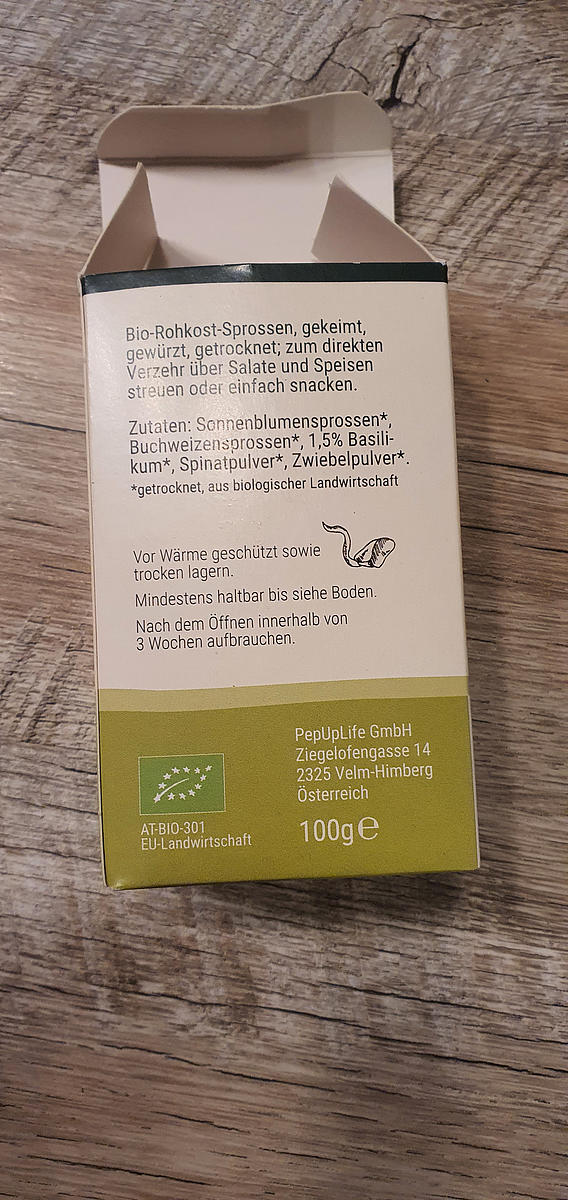 Bio-Rohkost-Sprossen, gekeimt,
gewürzt, getrocknet; zum direkten
Verzehr über Salate und Speisen
streuen oder einfach snacken.
Zutaten: Sonnenblumensprossen*,
Buchweizensprossen*, 1,5% Basili-
kum*, Spinatpulver*, Zwiebelpulver*.
*getrocknet, aus biologischer Landwirtschaft
Vor Wärme geschützt sowie
trocken lagern.
Mindestens haltbar bis siehe Boden.
Nach dem Öffnen innerhalb von
3 Wochen aufbrauchen.
PepUpLife GmbH
Ziegelofengasse 14
2325 Velm-Himberg
Österreich
AT-BIO-301
EU-Landwirtschaft
100g℮